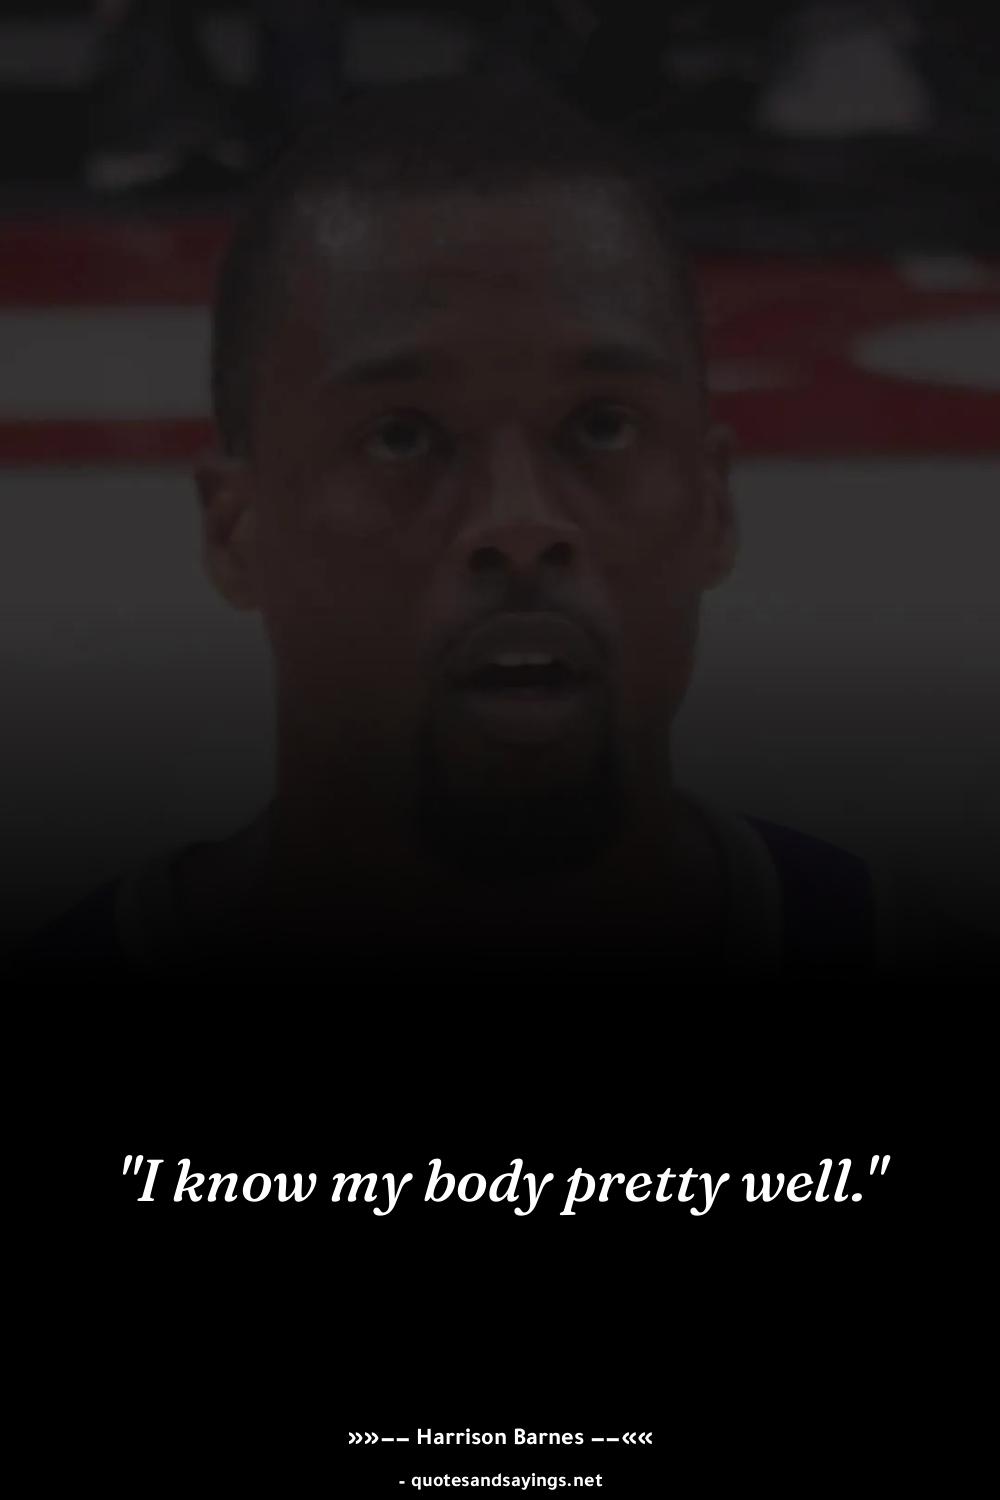 "I know my body pretty well."
»»−− Harrison Barnes −−««
- quotesandsayings.net